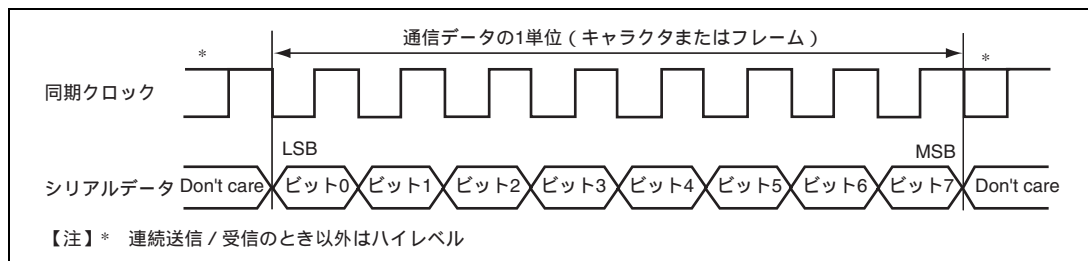 通信データの1単位(キャラクタまたはフレーム)
* *
同期クロック
LSB MSB
シリアルデータ Don't care ビット0 ビット1 ビット2 ビット3 ビット4 ビット5 ビット6 ビット7 Don't care
【注】* 連続送信/受信のとき以外はハイレベル